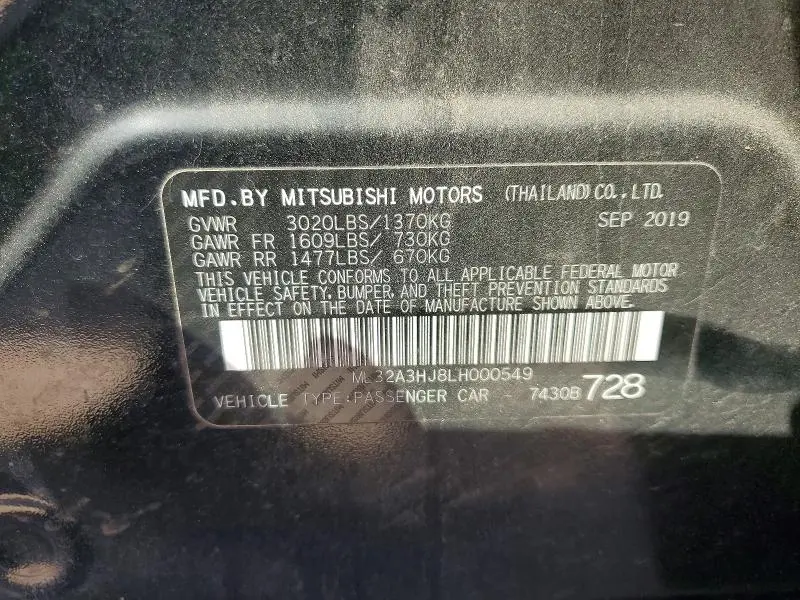 MFD.BY MITSUBISHI MOTORS (THAILAND)CO.,LTD.
GVWR 3020LBS/1370KG SEP 2019
GAWR FR 1609LBS/ 730KG
GAWR RR 1477LBS/ 670KG
THIS VEHICLE CONFORMS TO ALL APPLICABLE FEDERAL MOTOR
VEHICLE SAFETY, BUMPER, AND THEFT PREVENTION STANDARDS
IN EFFECT ON THE DATE OF MANUFACTURE SHOWN ABOVE.
ML32A3HJ8LH000549
VEHICLE TYPE:PASSENGER CAR 7430B 728